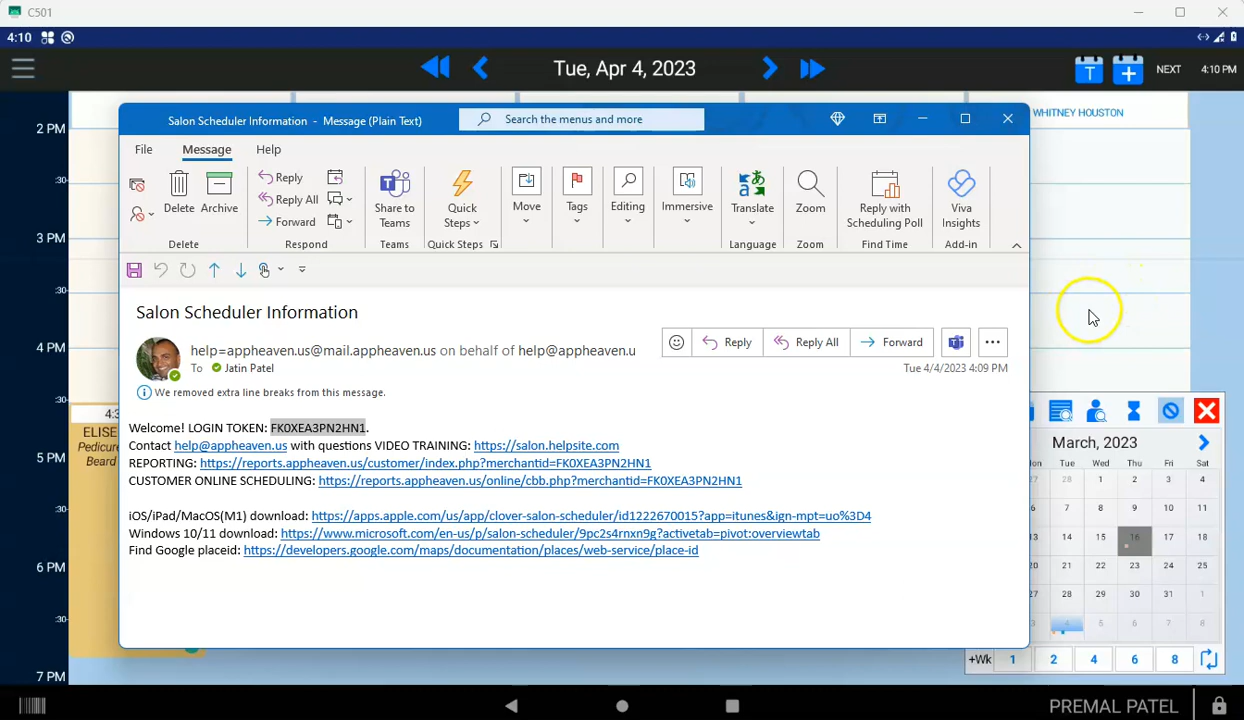 C501
4:10
Tue, Apr 4, 2023
T
NEXT
4:10 PM
WHITNEY HOUSTON
2 PM
:30
3 PM
:30
4 PM
4:3
ELISE
Pedicure
Beard
5 PM
:30
6 PM
:30
7 PM
Salon Scheduler Information - Message (Plain Text)
Search the menus and more
File
Message
Help
Delete
Archive
Reply
Reply All
Forward
Share to
Teams
Quick
Steps
Move
Tags
Editing
Immersive
Translate
Zoom
Reply with
Scheduling Poll
Viva
Insights
Delete
Respond
Teams
Quick Steps
Language
Zoom
Find Time
Add-in
Salon Scheduler Information
help=appheaven.us@mail.appheaven.us on behalf of help@appheaven.u
To Jatin Patel
Reply
Reply All
Forward
Tue 4/4/2023 4:09 PM
We removed extra line breaks from this message.
Welcome! LOGIN TOKEN: FK0XEA3PN2HN1.
Contact help@appheaven.us with questions VIDEO TRAINING: https://salon.helpsite.com
REPORTING: https://reports.appheaven.us/customer/index.php?merchantid=FK0XEA3PN2HN1
CUSTOMER ONLINE SCHEDULING: https://reports.appheaven.us/online/cbb.php?merchantid=FK0XEA3PN2HN1
iOS/iPad/MacOS(M1) download: https://apps.apple.com/us/app/clover-salon-scheduler/id1222670015?app=itunes&ign-mpt=uo%3D4
Windows 10/11 download: https://www.microsoft.com/en-us/p/salon-scheduler/9pc2s4rnxn9g?activetab=pivot:overviewtab
Find Google placeid: https://developers.google.com/maps/documentation/places/web-service/place-id
March, 2023
on Tue Wed Thu Fri Sat
28 1 2 3 4
7 8 9 10 11
13 14 15 16 17 18
21 22 23 24 25
27 28 29 30 31 1
3 4 5 6 7 8
+Wk 1 2 4 6 8
PREMAL PATEL